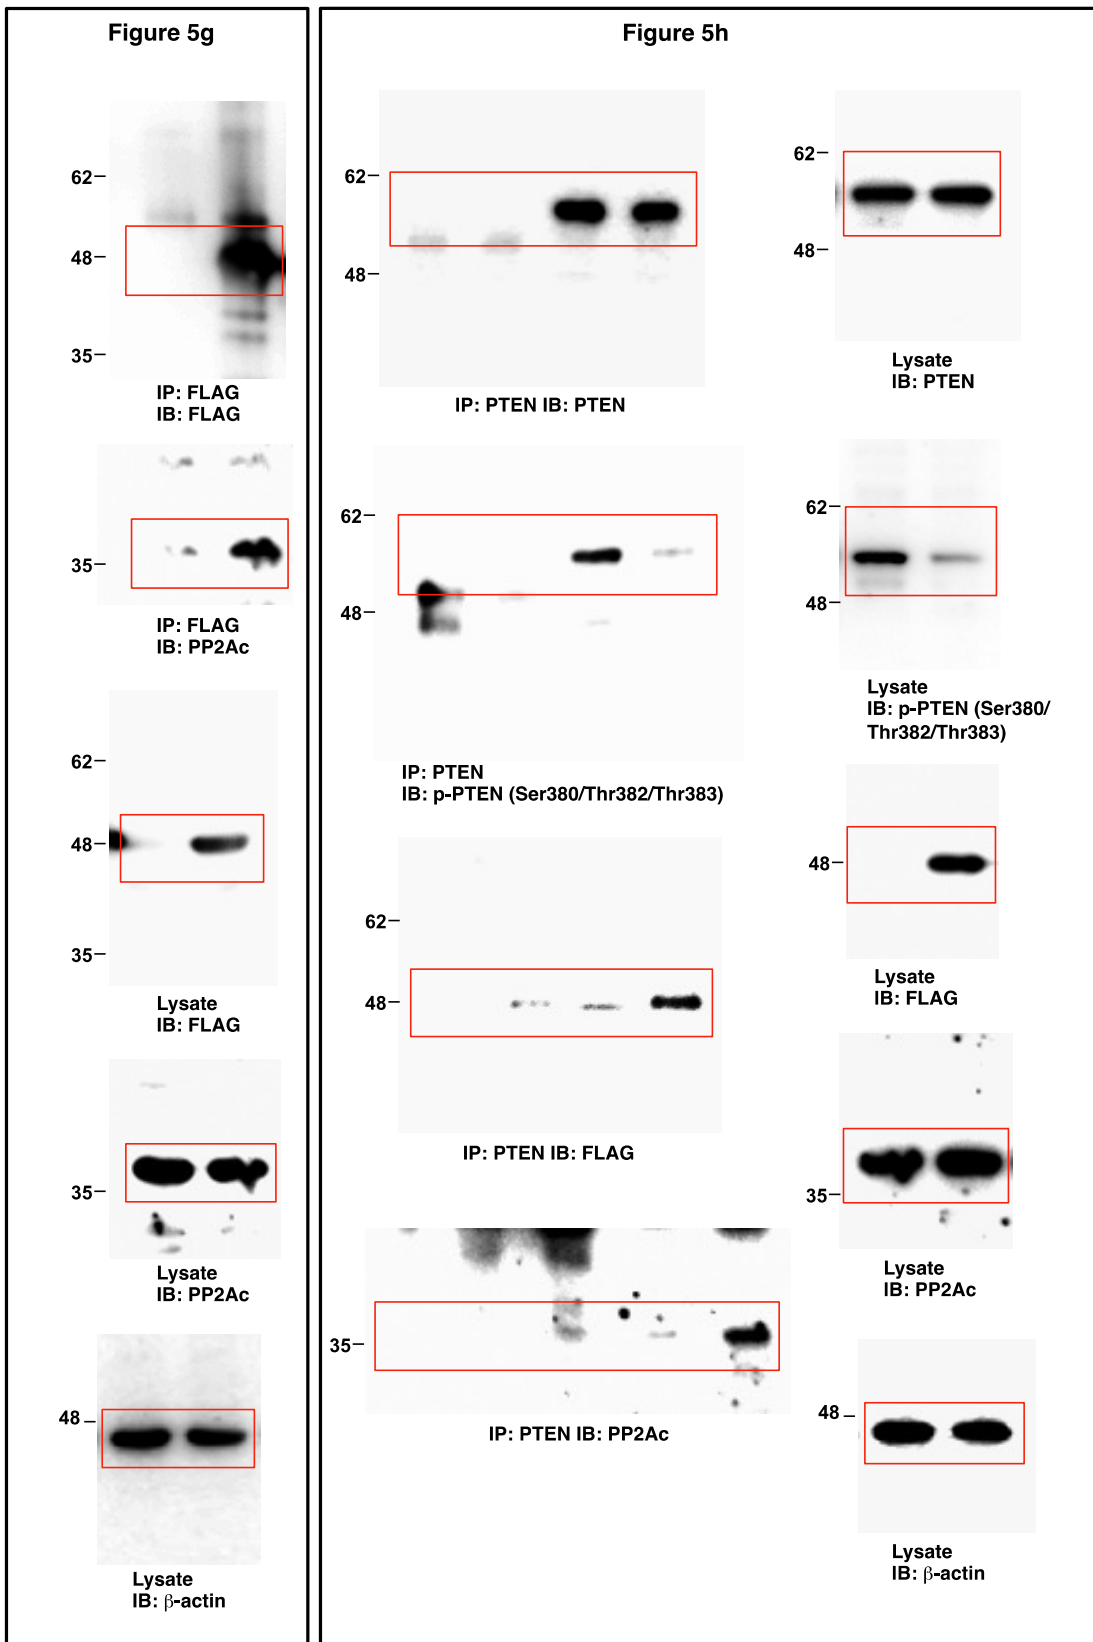 Figure 5g
62
48
35
IP: FLAG
IB: FLAG
35
IP: FLAG
IB: PP2Ac
62
48
35
Lysate
IB: FLAG
35
Lysate
IB: PP2Ac
48
Lysate
IB: β-actin
Figure 5h
62
48
IP: PTEN IB: PTEN
62
48
IP: PTEN
IB: p-PTEN (Ser380/Thr382/Thr383)
62
48
IP: PTEN IB: FLAG
35
IP: PTEN IB: PP2Ac
62
48
Lysate
IB: PTEN
62
48
Lysate
IB: p-PTEN (Ser380/
Thr382/Thr383)
48
Lysate
IB: FLAG
35
Lysate
IB: PP2Ac
48
Lysate
IB: β-actin